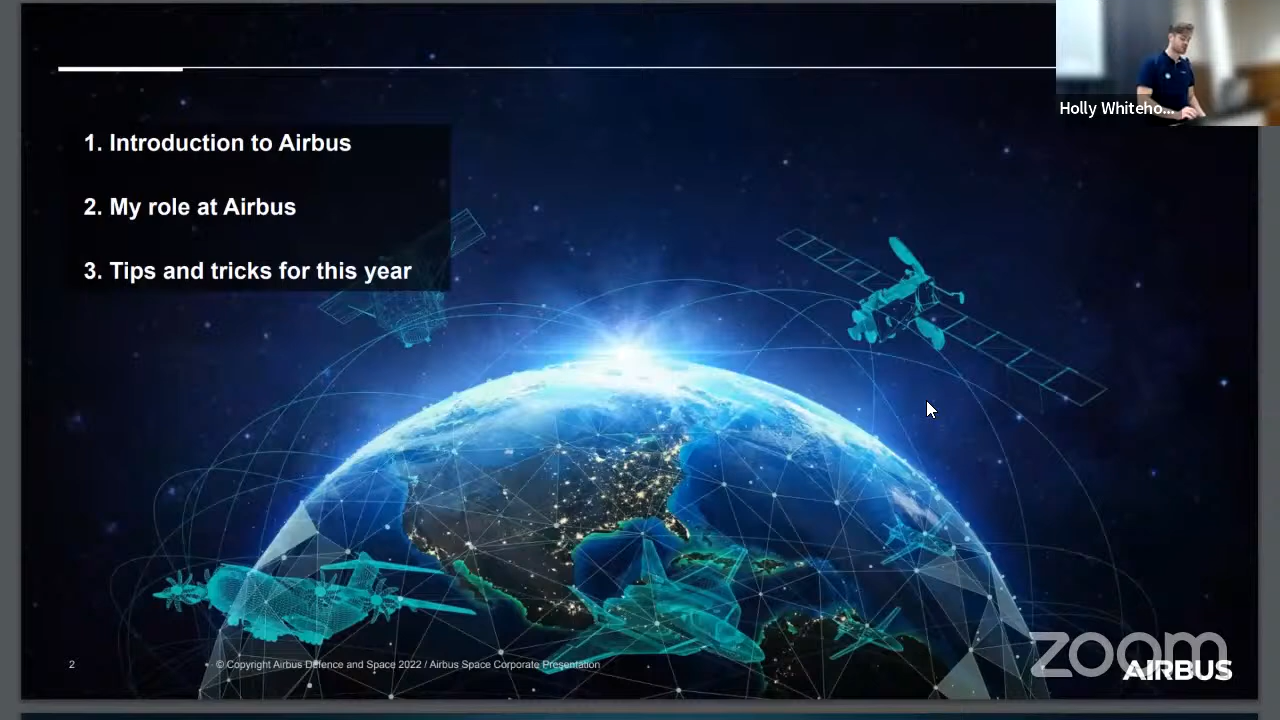 Holly Whiteho...
1. Introduction to Airbus
2. My role at Airbus
3. Tips and tricks for this year
2
© Copyright Airbus Defence and Space 2022 / Airbus Space Corporate Presentation
zoom
AIRBUS